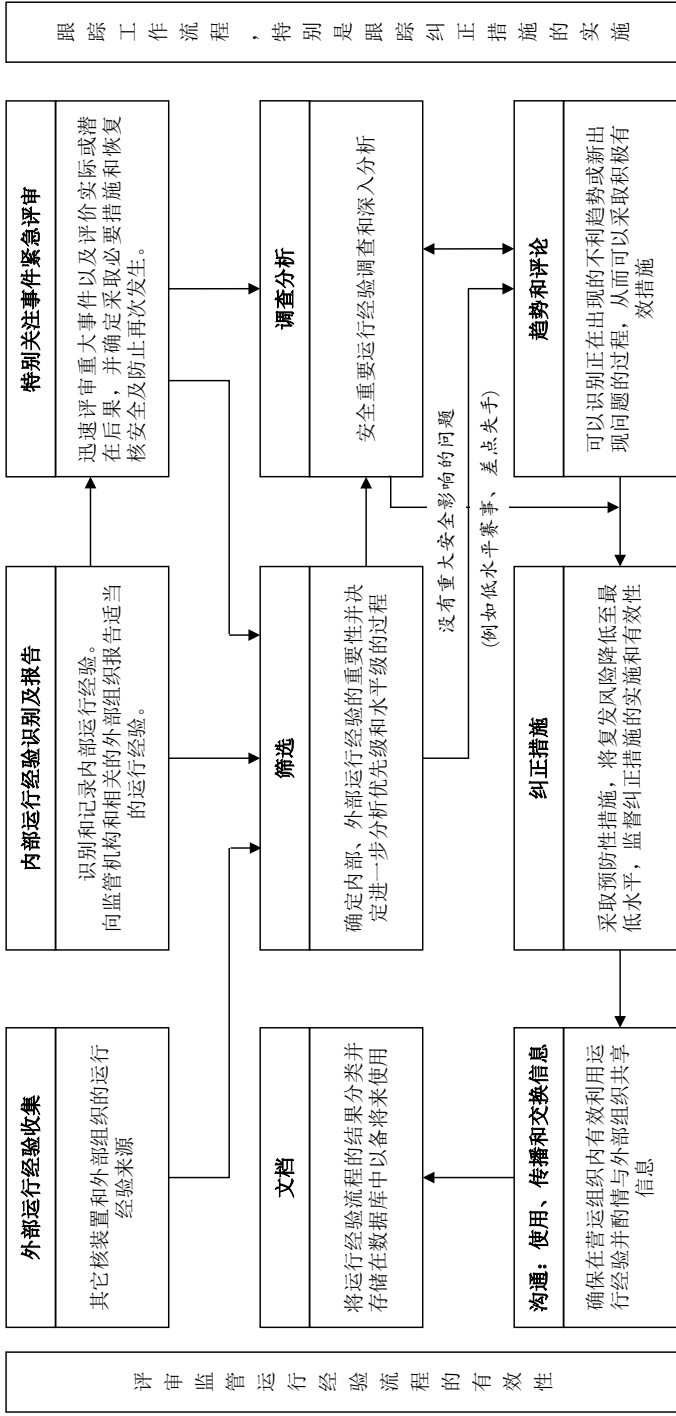 评审监管运行经验流程的有效性
外部运行经验收集
其它核装置和外部组织的运行
经验来源
内部运行经验识别及报告
识别和记录内部运行经验。
向监管机构和相关的外部组织报告适当
的运行经验。
特别关注事件紧急评审
迅速评审重大事件以及评价实际或潜
在后果，并确定采取必要措施和恢复
核安全及防止再次发生。
文档
将运行经验流程的结果分类并
存储在数据库中以备将来使用
筛选
确定内部、外部运行经验的重要性并决
定进一步分析优先级和水平级的过程
调查分析
安全重要运行经验调查和深入分析
没有重大安全影响的问题
(例如低水平赛事、差点失手)
沟通：使用、传播和交换信息
确保在营运组织内有效利用运
行经验并酌情与外部组织共享
信息
纠正措施
采取预防性措施，将复发风险降低至最
低水平，监督纠正措施的实施和有效性
趋势和评论
可以识别正在出现的不利趋势或新出
现问题的过程，从而可以采取积极有
效措施
跟踪工作流程，特别是跟踪纠正措施的实施